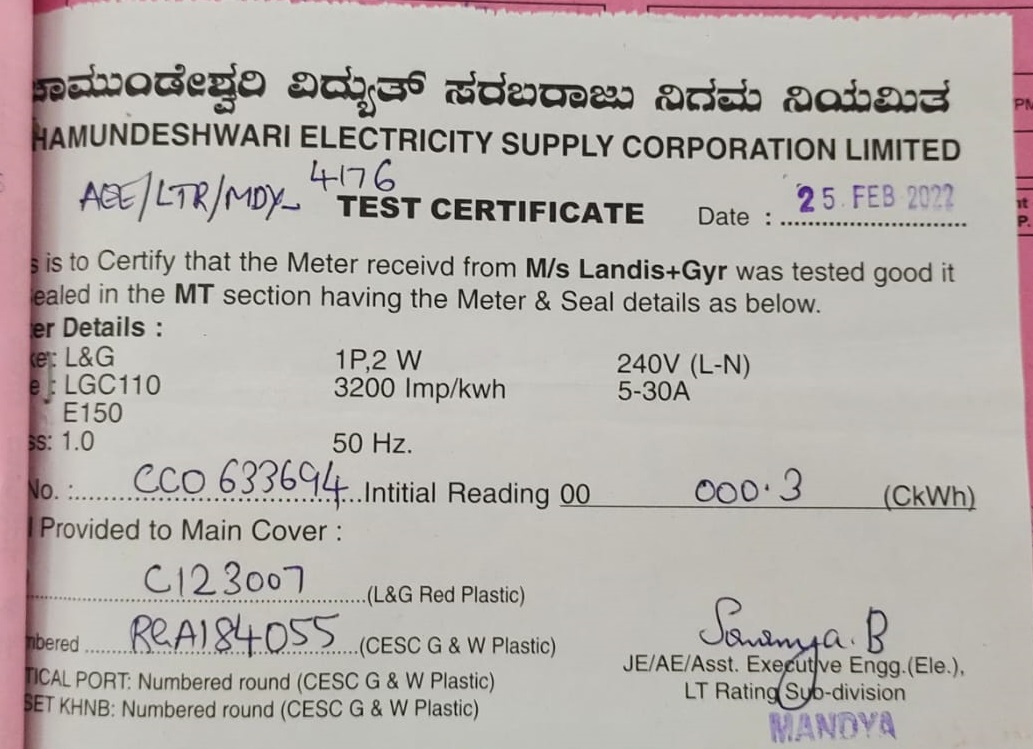 ಚಾಮುಂಡೇಶ್ವರಿ ವಿದ್ಯುತ್ ಸರಬರಾಜು ನಿಗಮ ನಿಯಮಿತ
HAMUNDESHWARI ELECTRICITY SUPPLY CORPORATION LIMITED
AEE/LTR/MDY- 4176
TEST CERTIFICATE Date : 25 FEB 2022
s is to Certify that the Meter receivd from M/s Landis+Gyr was tested good it
ealed in the MT section having the Meter & Seal details as below.
er Details :
ke: L&G 1P,2 W 240V (L-N)
e : LGC110 3200 Imp/kwh 5-30A
E150
ss: 1.0 50 Hz.
No. : CCO 633694 Intitial Reading 00 000.3 (CkWh)
l Provided to Main Cover :
C123007 (L&G Red Plastic)
nbered RQA184055 (CESC G & W Plastic)
TICAL PORT: Numbered round (CESC G & W Plastic)
SET KHNB: Numbered round (CESC G & W Plastic)
Sowmya.B
JE/AE/Asst. Executive Engg.(Ele.),
LT Rating Sub-division
MANDYA